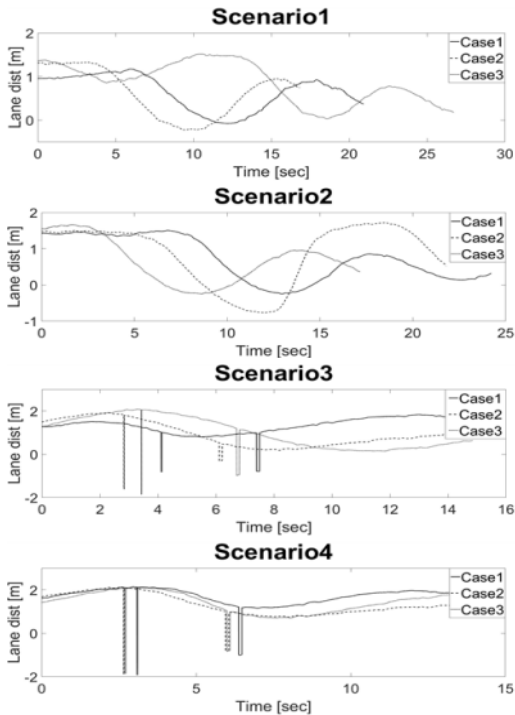 Scenario1
Lane dist [m]
2
1
0
0 5 10 15 20 25 30
Time [sec]
Case1
Case2
Case3
Scenario2
Lane dist [m]
2
1
0
-1
0 5 10 15 20 25
Time [sec]
Case1
Case2
Case3
Scenario3
Lane dist [m]
2
0
-2
0 2 4 6 8 10 12 14 16
Time [sec]
Case1
Case2
Case3
Scenario4
Lane dist [m]
2
0
-2
0 5 10 15
Time [sec]
Case1
Case2
Case3